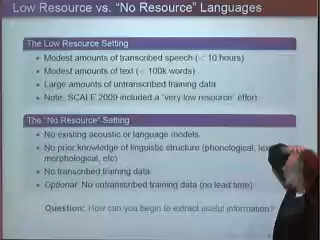 Low Resource vs. "No Resource" Languages
The Low Resource Setting
Modest amounts of transcribed speech (< 10 hours)
Modest amounts of text (< 100k words)
Large amounts of untranscribed training data
Note: SCALE 2009 included a "very low resource" effort
The "No Resource" Setting
No existing acoustic or language models
No prior knowledge of linguistic structure (phonological,
morphological, etc)
No transcribed training data
Optional: No untranscribed training data (no lead time)
Question: How can you begin to extract useful information?